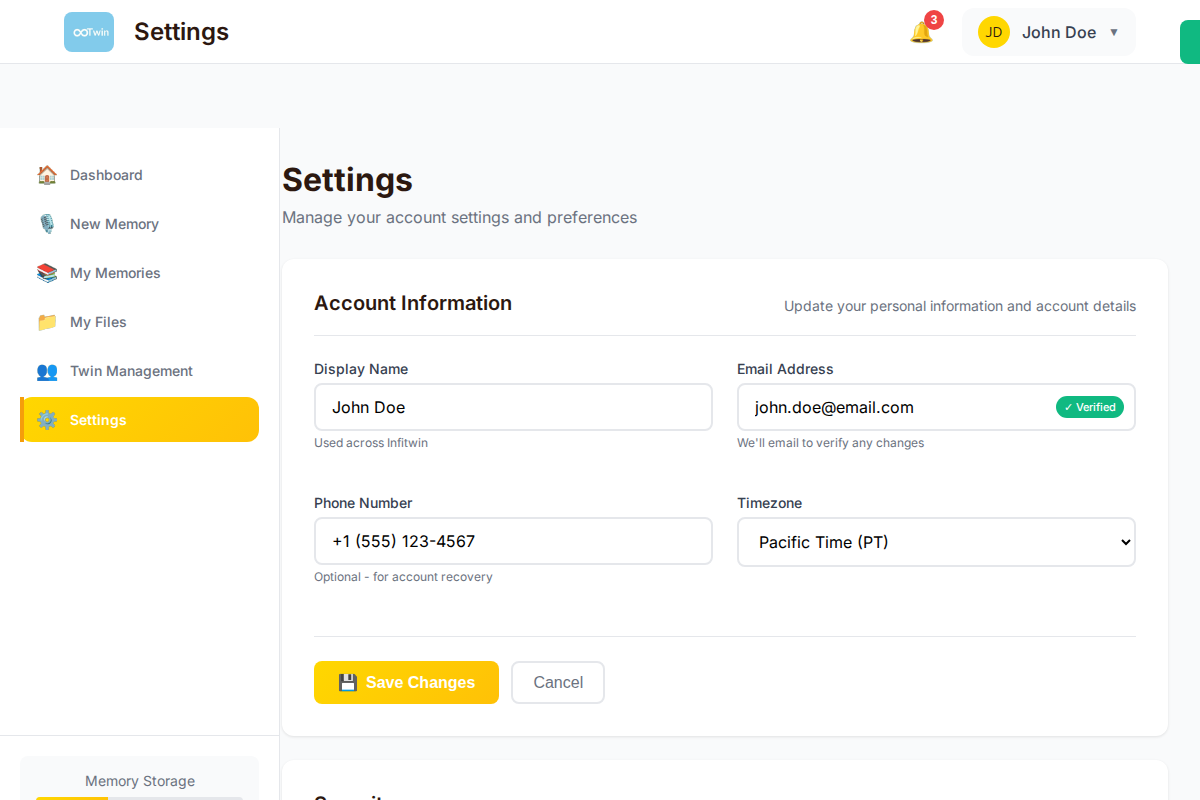 Twin
Settings
3
JD
John Doe
Dashboard
New Memory
My Memories
My Files
Twin Management
Settings
Memory Storage
Settings
Manage your account settings and preferences
Account Information
Update your personal information and account details
Display Name
John Doe
Used across Infitwin
Email Address
john.doe@email.com
✓ Verified
We'll email to verify any changes
Phone Number
+1 (555) 123-4567
Optional - for account recovery
Timezone
Pacific Time (PT)
Save Changes
Cancel